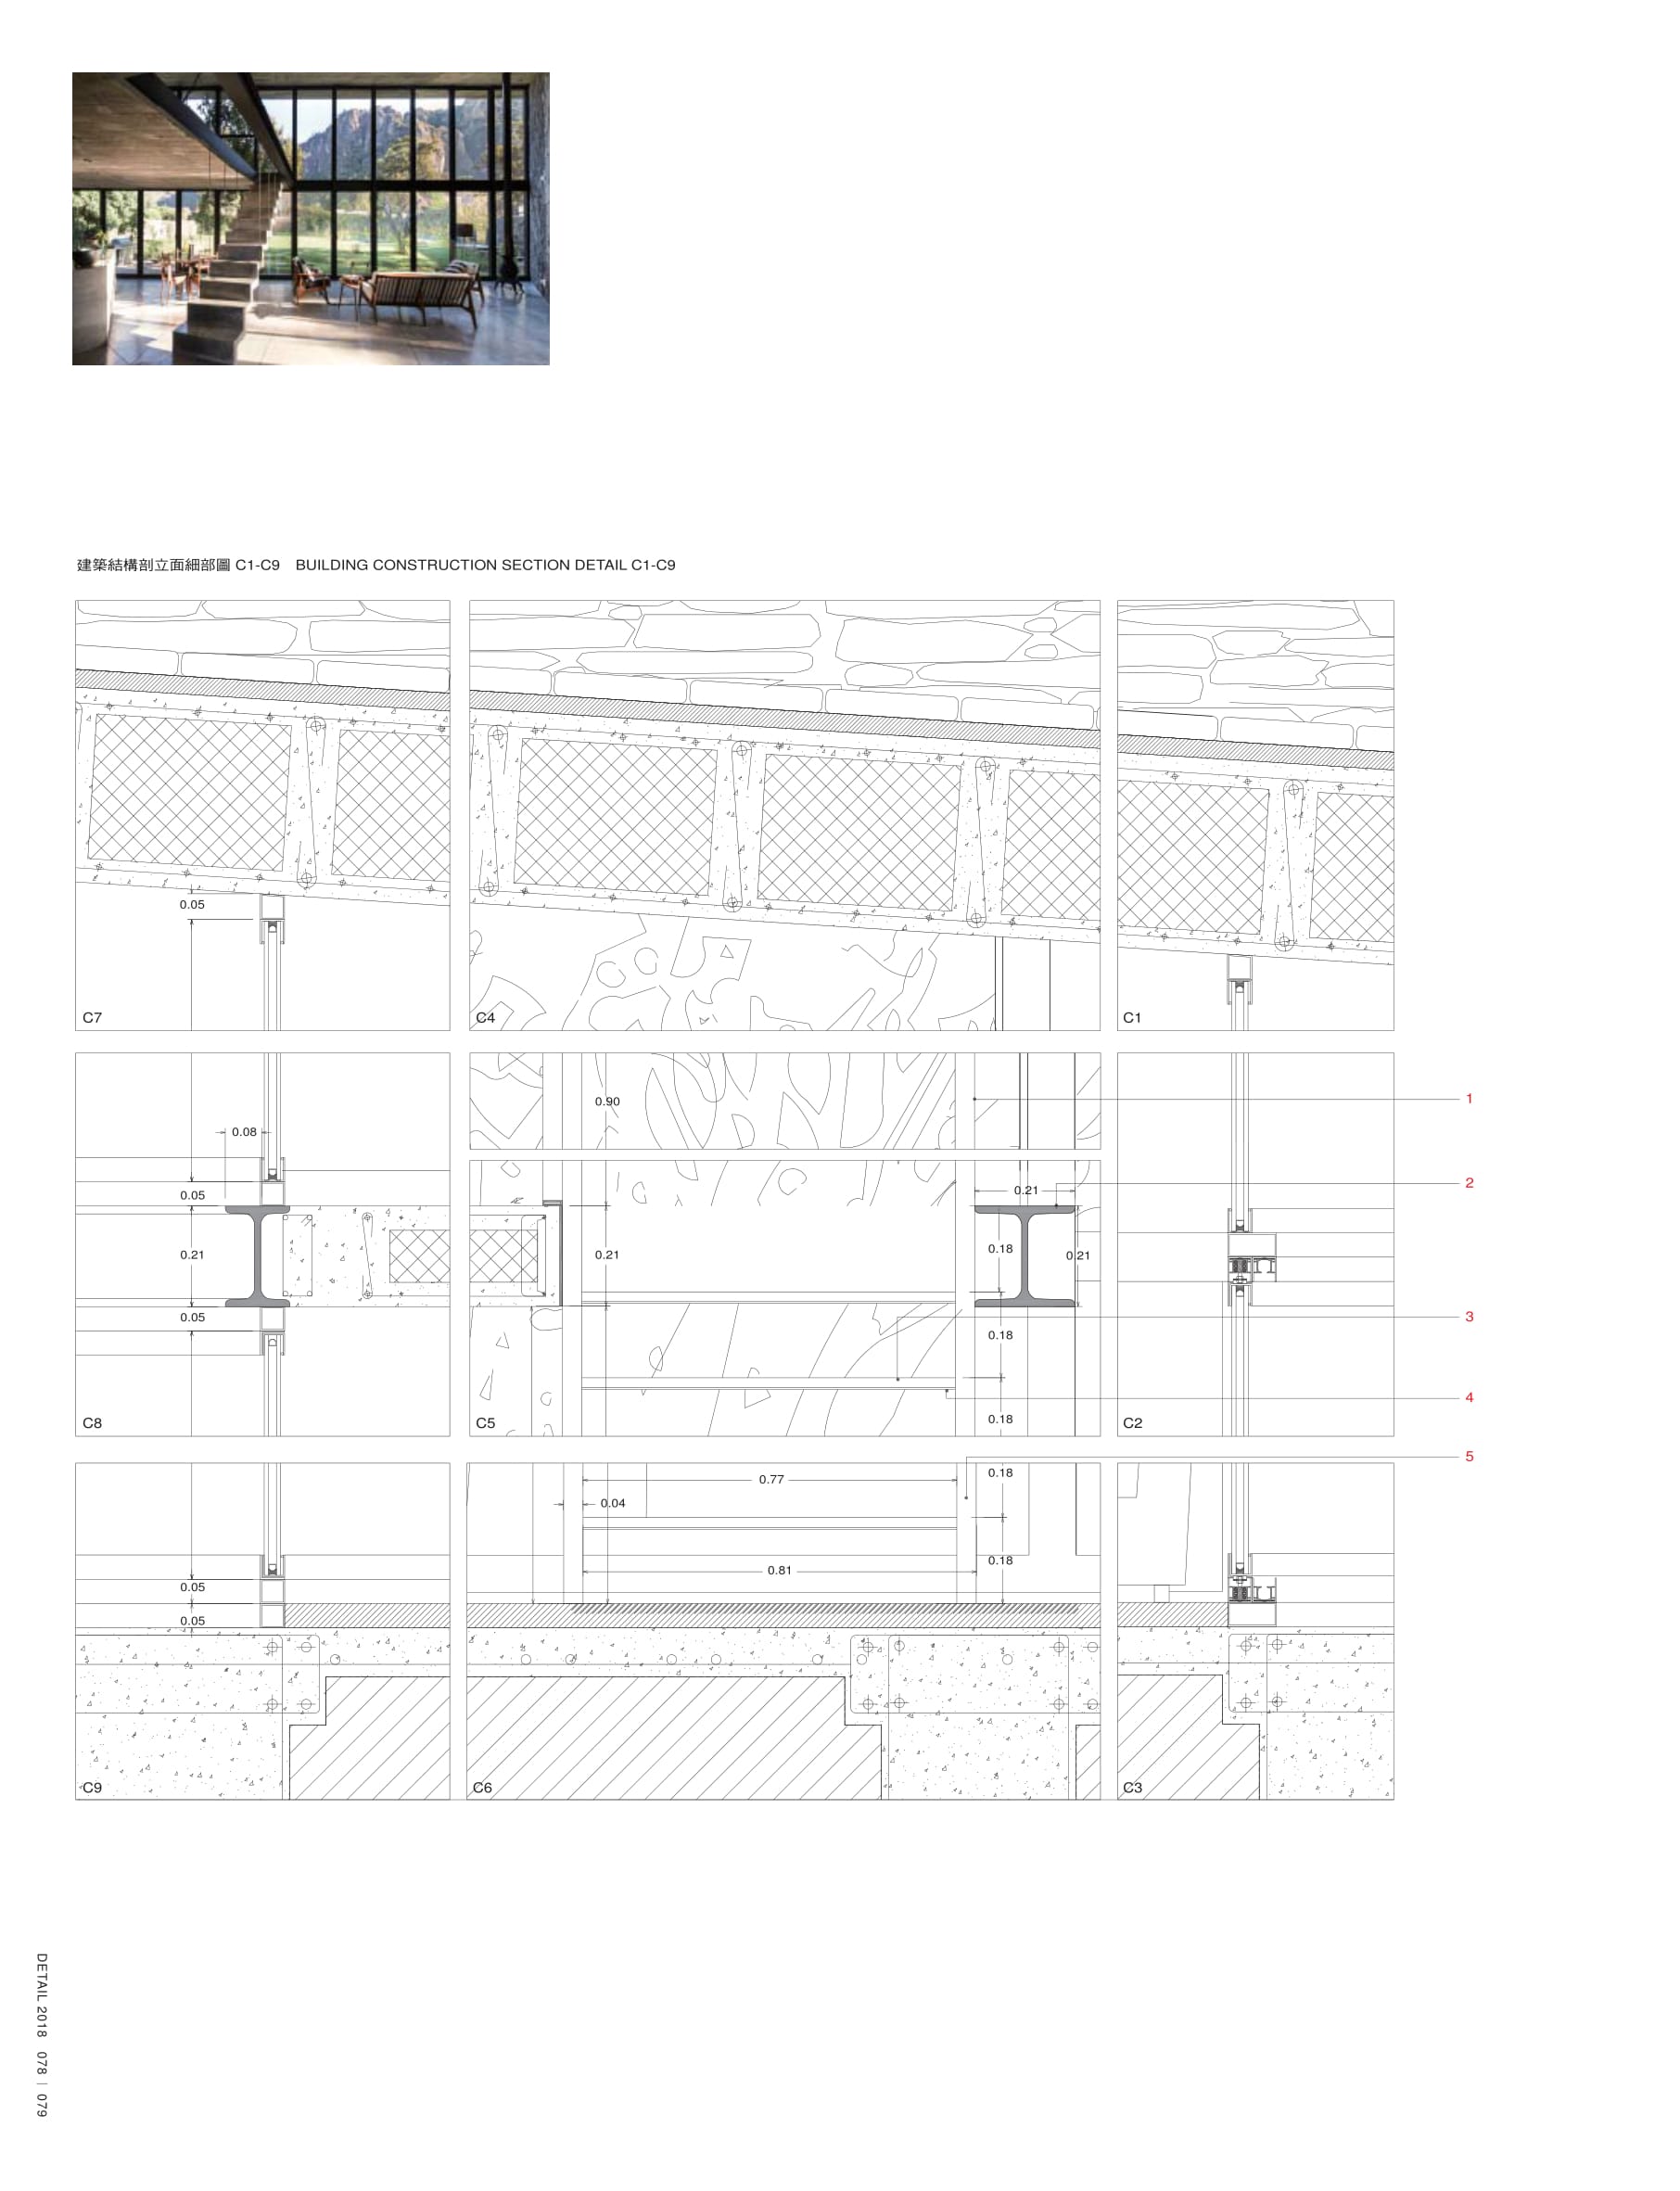 建築結構剖立面細部圖 C1-C9 BUILDING CONSTRUCTION SECTION DETAIL C1-C9
0.05
C7
C4
C1
0.90
1
0.08
0.05
0.21
2
0.21
0.21
0.18
0.21
0.05
3
0.18
4
0.18
C8
C5
C2
5
0.77
0.18
0.04
0.18
0.81
0.05
0.05
C9
C6
C3
DETAIL 2018 078 | 079